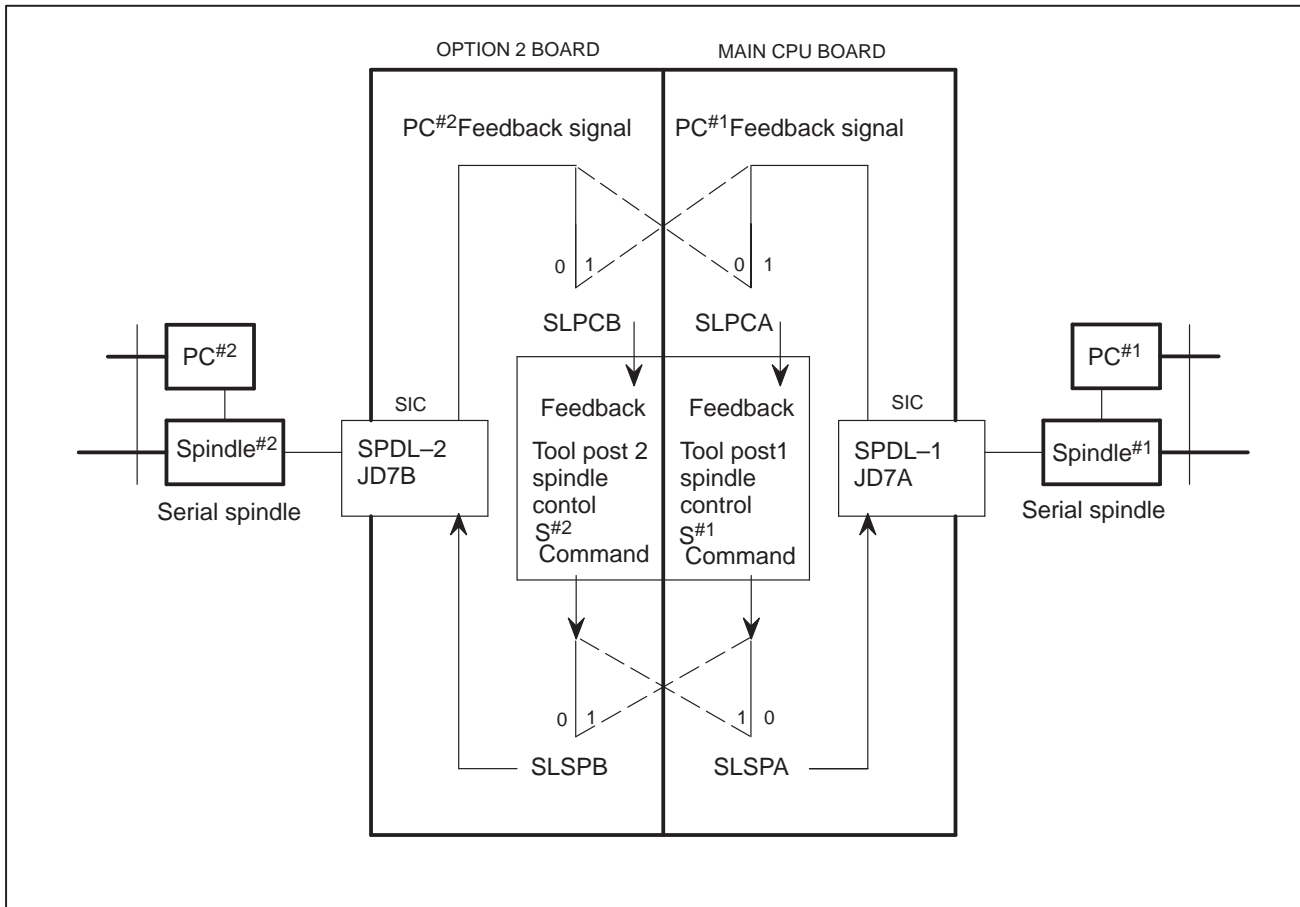 OPTION 2 BOARD
MAIN CPU BOARD
PC#2Feedback signal
PC#1Feedback signal
0 1
0 1
SLPCB
SLPCA
PC#2
PC#1
SIC
SIC
Feedback
Feedback
Spindle#2
SPDL–2
JD7B
Tool post 2
spindle
contol
S#2
Command
Tool post1
spindle
control
S#1
Command
SPDL–1
JD7A
Spindle#1
Serial spindle
Serial spindle
0 1
1 0
SLSPB
SLSPA